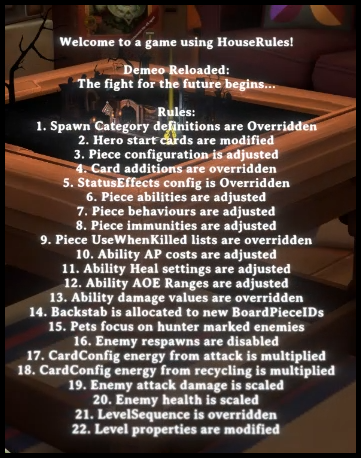 Welcome to a game using HouseRules!
Demeo Reloaded:
The fight for the future begins...
Rules:
1. Spawn Category definitions are Overridden
2. Hero start cards are modified
3. Piece configuration is adjusted
4. Card additions are overridden
5. StatusEffects config is Overridden
6. Piece abilities are adjusted
7. Piece behaviours are adjusted
8. Piece immunities are adjusted
9. Piece UseWhenKilled lists are overridden
10. Ability AP costs are adjusted
11. Ability Heal settings are adjusted
12. Ability AOE Ranges are adjusted
13. Ability damage values are overridden
14. Backstab is allocated to new BoardPieceIDs
15. Pets focus on hunter marked enemies
16. Enemy respawns are disabled
17. CardConfig energy from attack is multiplied
18. CardConfig energy from recycling is multiplied
19. Enemy attack damage is scaled
20. Enemy health is scaled
21. LevelSequence is overridden
22. Level properties are modified